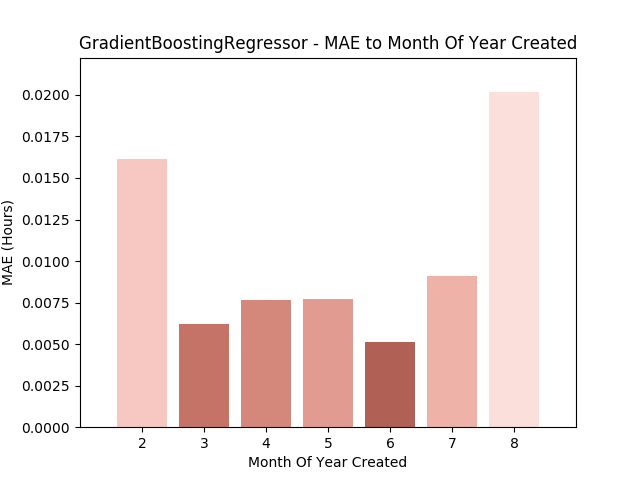 GradientBoostingRegressor - MAE to Month Of Year Created
MAE (Hours)
0.0200
0.0175
0.0150
0.0125
0.0100
0.0075
0.0050
0.0025
0.0000
2 3 4 5 6 7 8
Month Of Year Created